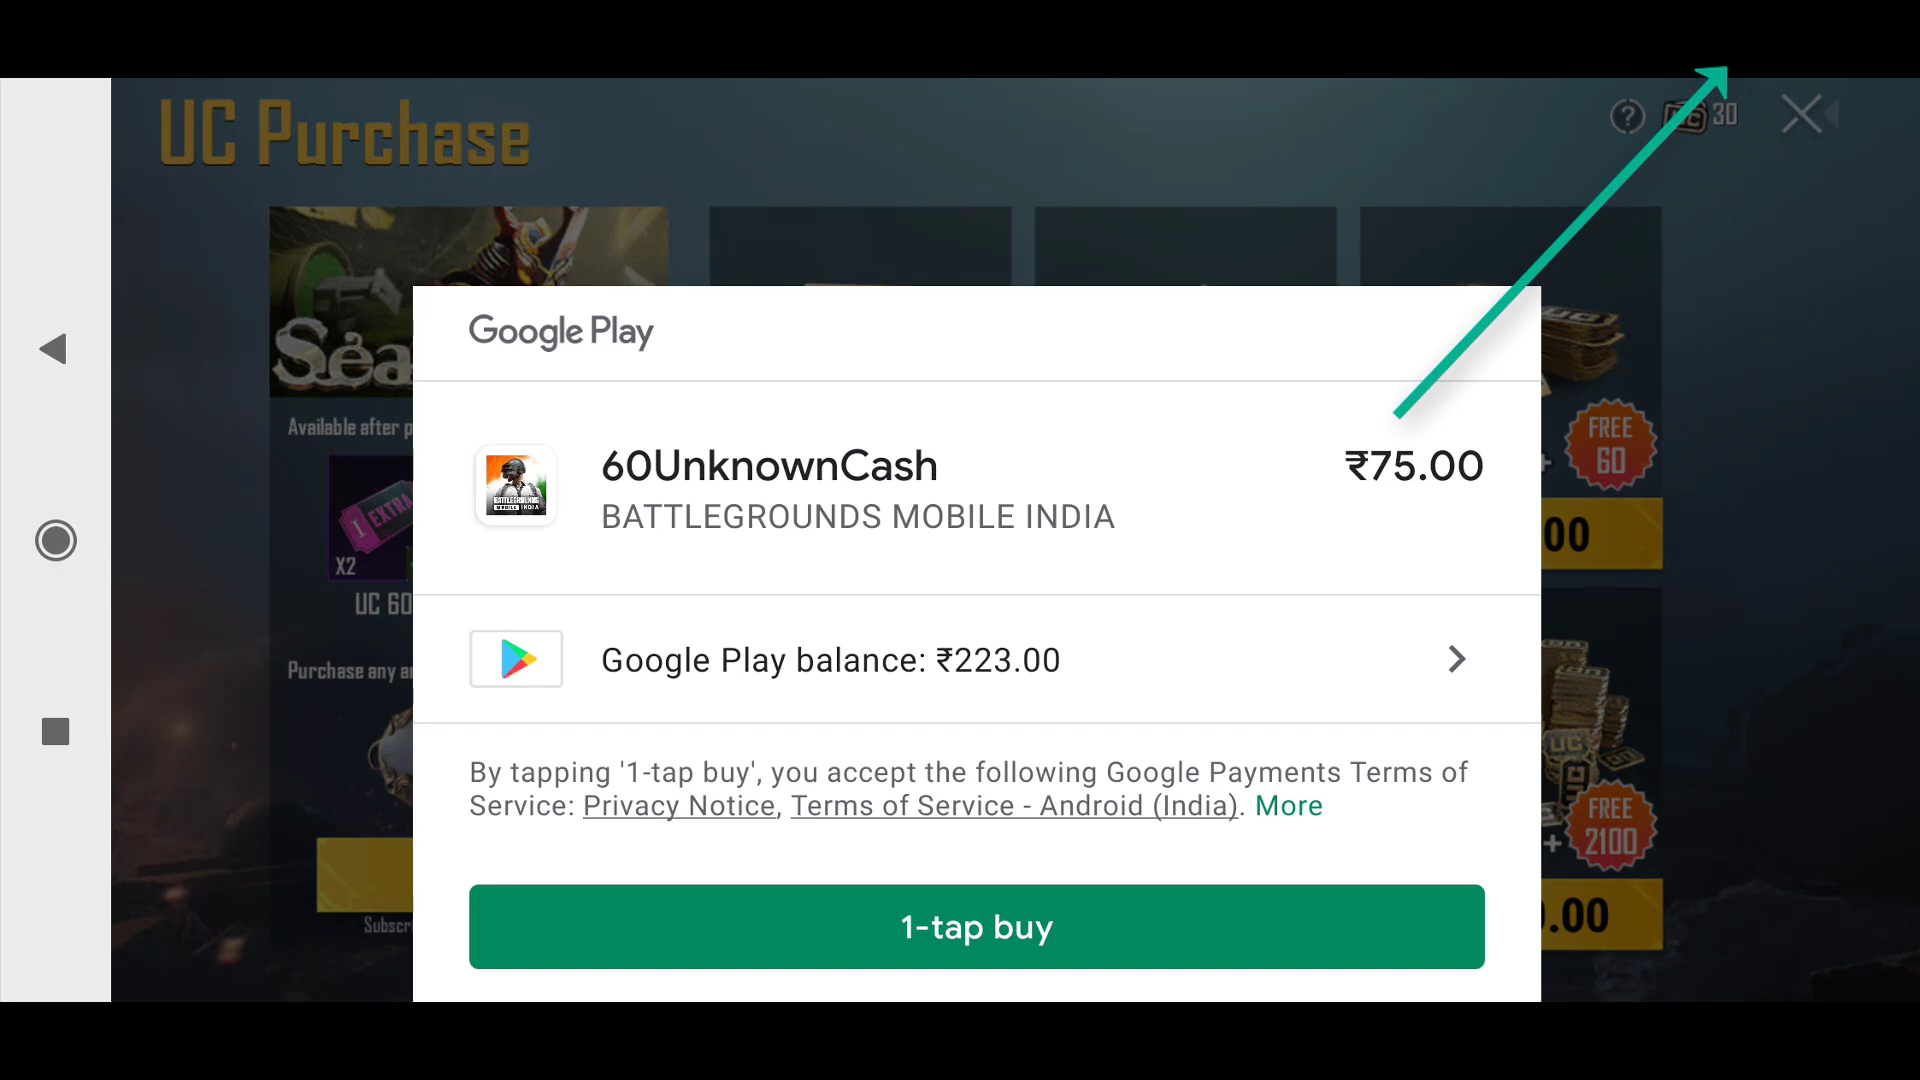 UC Purchase
30
Sea
Available after p
EXTRA
X2
UC 60
Purchase any a
Subscr
Google Play
60UnknownCash
₹75.00
BATTLEGROUNDS MOBILE INDIA
Google Play balance: ₹223.00
By tapping '1-tap buy', you accept the following Google Payments Terms of
Service: Privacy Notice, Terms of Service - Android (India). More
1-tap buy
FREE
60
00
+
FREE
2100
.00